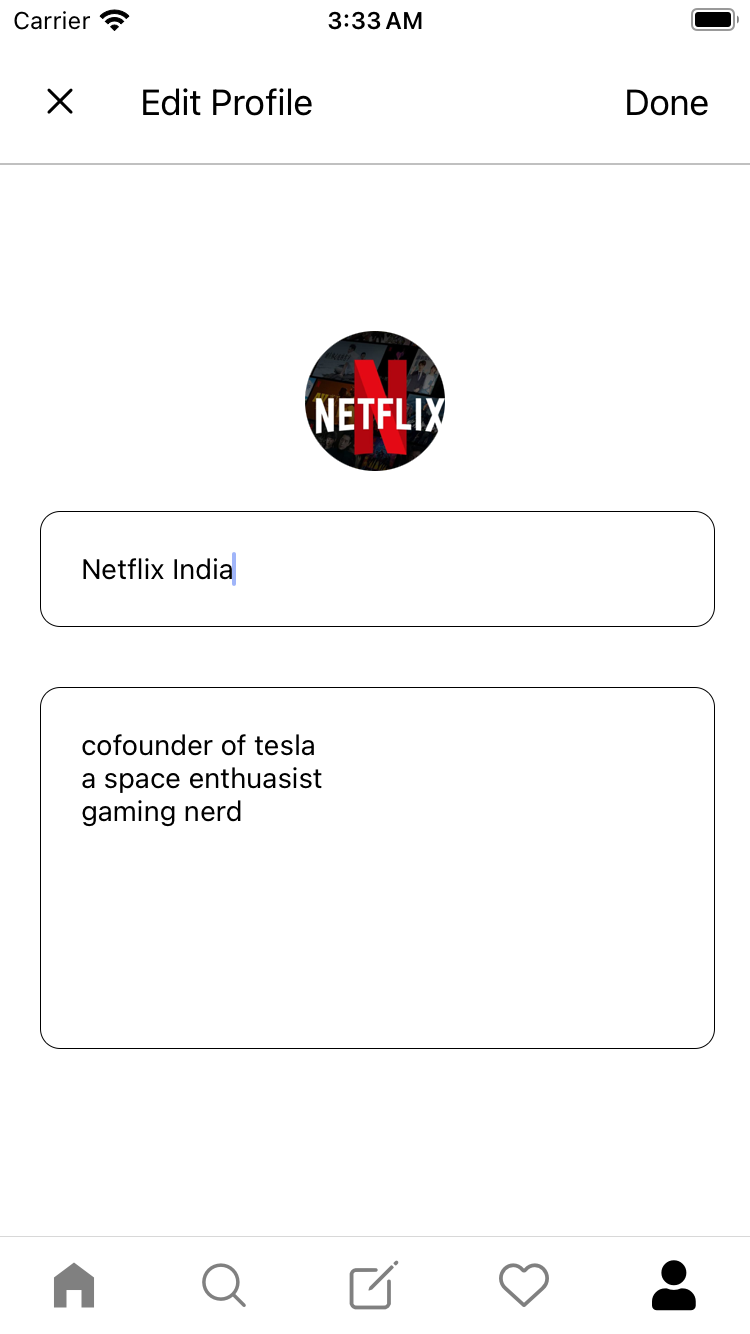 Carrier 3:33 AM
Edit Profile Done
NETFLIX
Netflix India
cofounder of tesla
a space enthuasist
gaming nerd